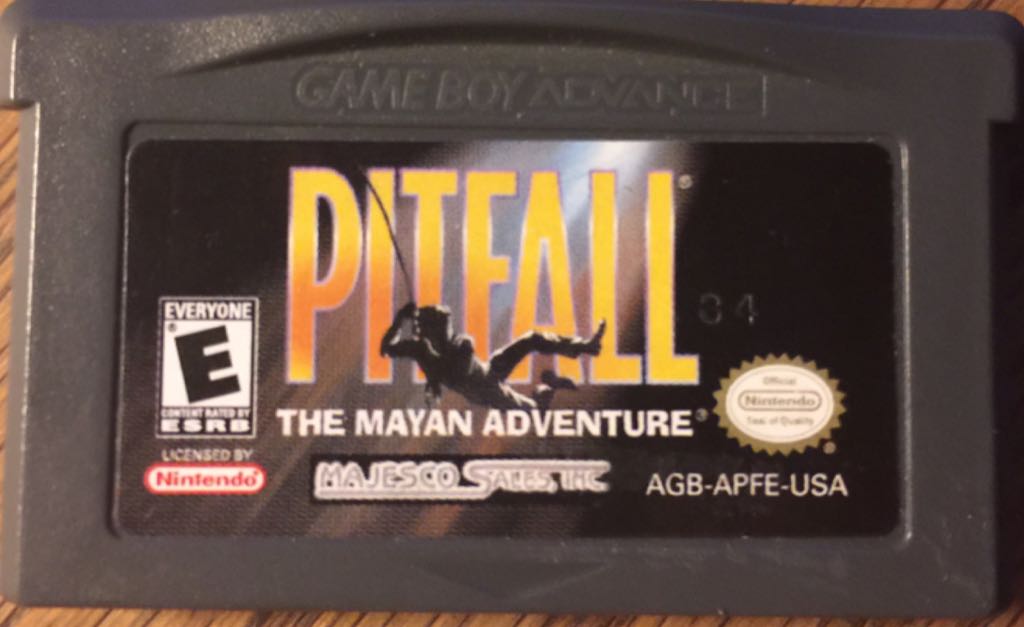 GAME BOY ADVANCE
PITFALL®
THE MAYAN ADVENTURE®
EVERYONE
E
CONTENT RATED BY
ESRB
LICENSED BY
Nintendo
MAJESCO SALES, INC
AGB-APFE-USA
Official
Nintendo
Seal of Quality